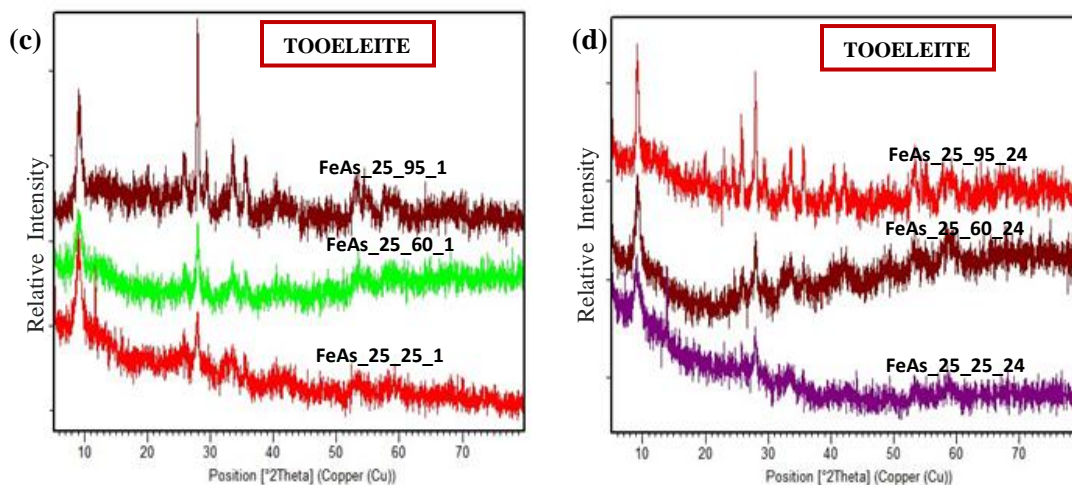 (c)
TOOELEITE
Relative Intensity
FeAs_25_95_1
FeAs_25_60_1
FeAs_25_25_1
10 20 30 40 50 60 70
Position [°2Theta] (Copper (Cu))
(d)
TOOELEITE
Relative Intensity
FeAs_25_95_24
FeAs_25_60_24
FeAs_25_25_24
10 20 30 40 50 60 70
Position [°2Theta] (Copper (Cu))